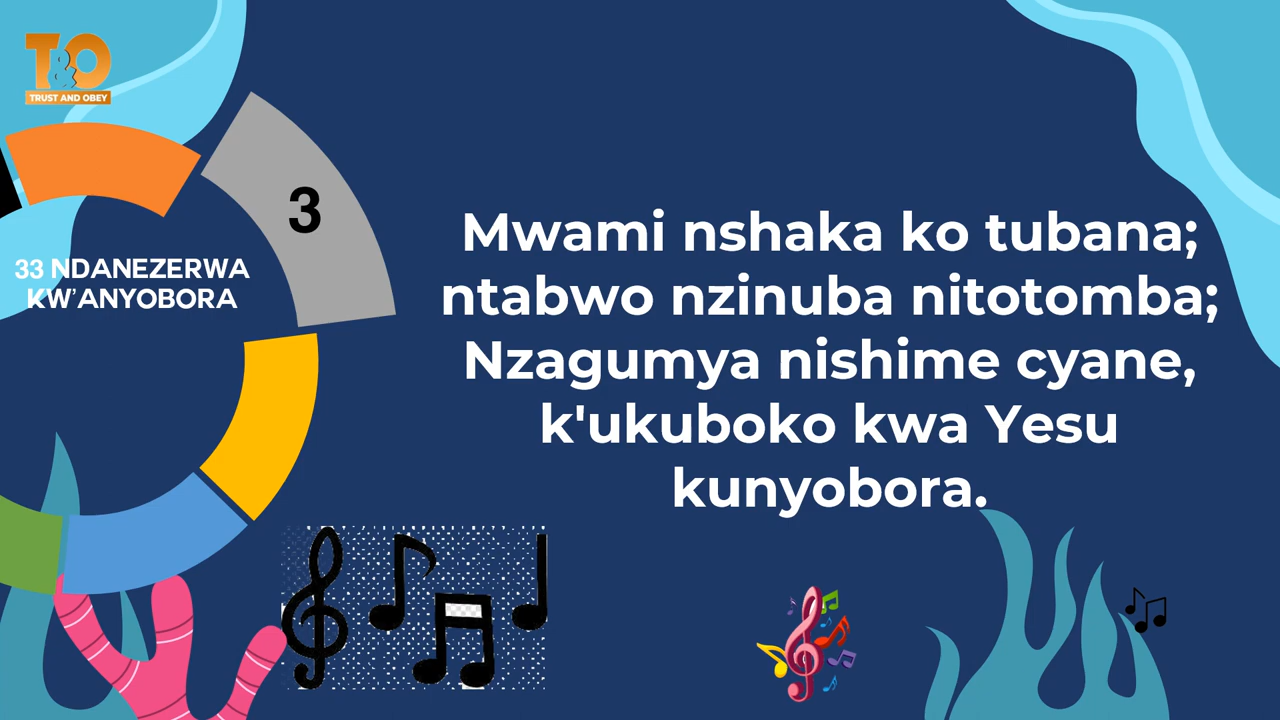 T&O
TRUST AND OBEY
3
33 NDANEZERWA
KW'ANYOBORA
Mwami nshaka ko tubana;
ntabwo nzinuba nitotomba;
Nzagumya nishime cyane,
k'ukuboko kwa Yesu
kunyobora.